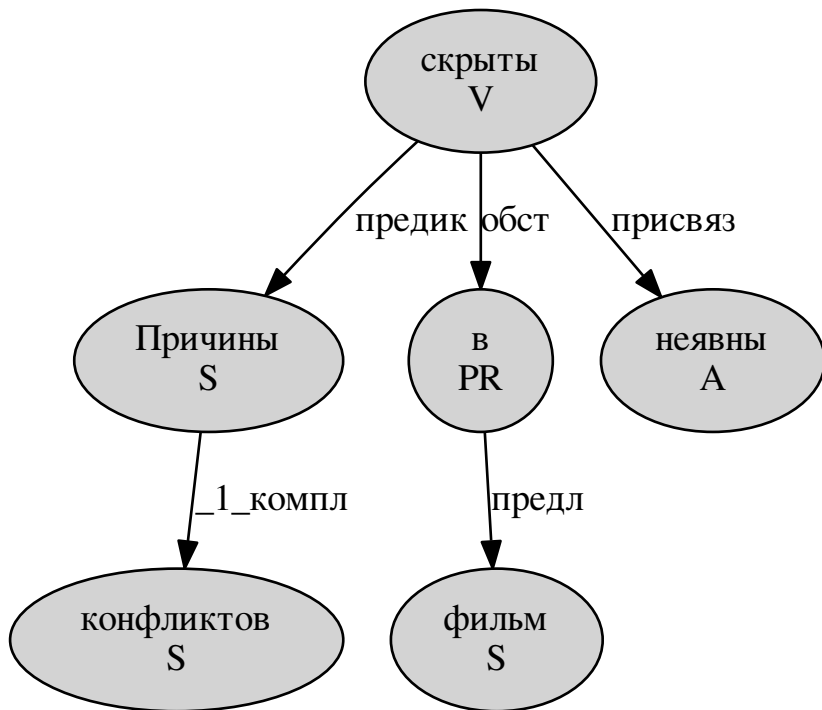 скрыты
V
предик
обст
присвяз
Причины
S
в
PR
неявны
A
_1_компл
предл
конфликтов
S
фильм
S